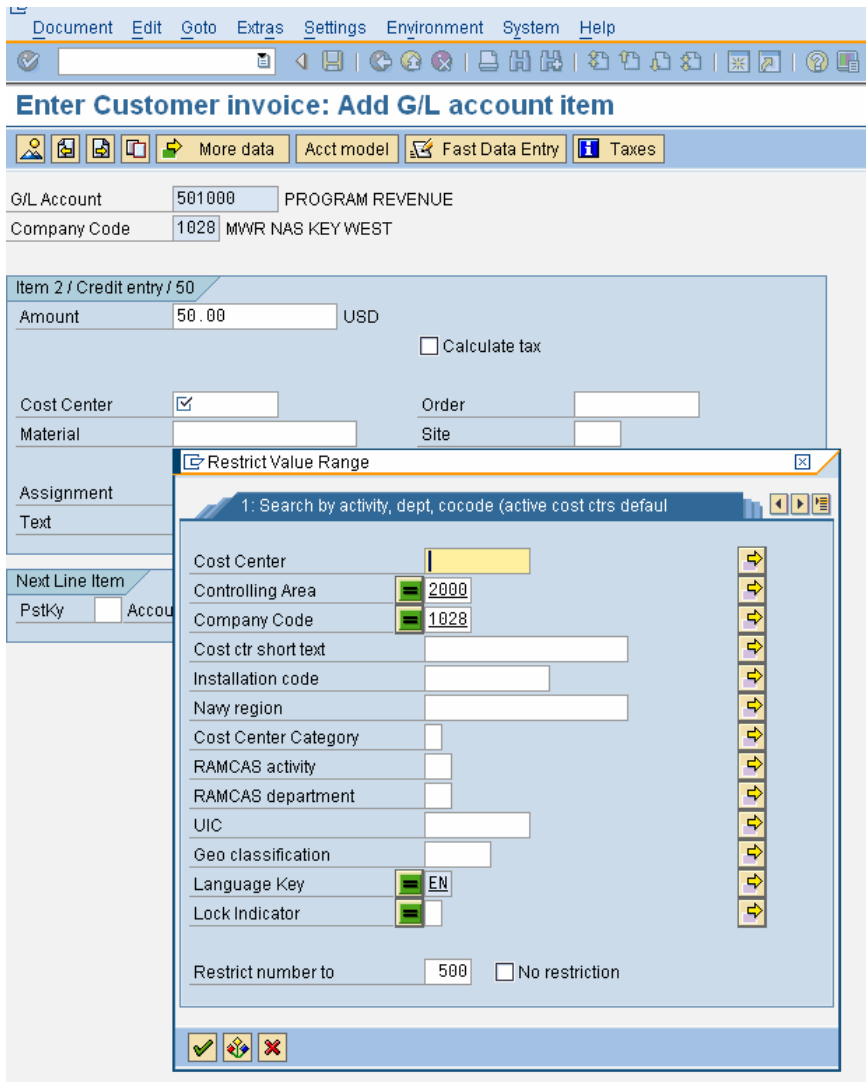 Document Edit Goto Extras Settings Environment System Help
Enter Customer invoice: Add G/L account item
More data Acct model Fast Data Entry Taxes
G/L Account 501000 PROGRAM REVENUE
Company Code 1028 MWR NAS KEY WEST
Item 2 / Credit entry / 50
Amount 50.00 USD
Calculate tax
Cost Center Order
Material Site
Restrict Value Range
Assignment
1: Search by activity, dept, cocode (active cost ctrs defaul
Text
Cost Center
Next Line Item
Controlling Area 2000
PstKy Accou
Company Code 1028
Cost ctr short text
Installation code
Navy region
Cost Center Category
RAMCAS activity
RAMCAS department
UIC
Geo classification
Language Key EN
Lock Indicator
Restrict number to 500 No restriction